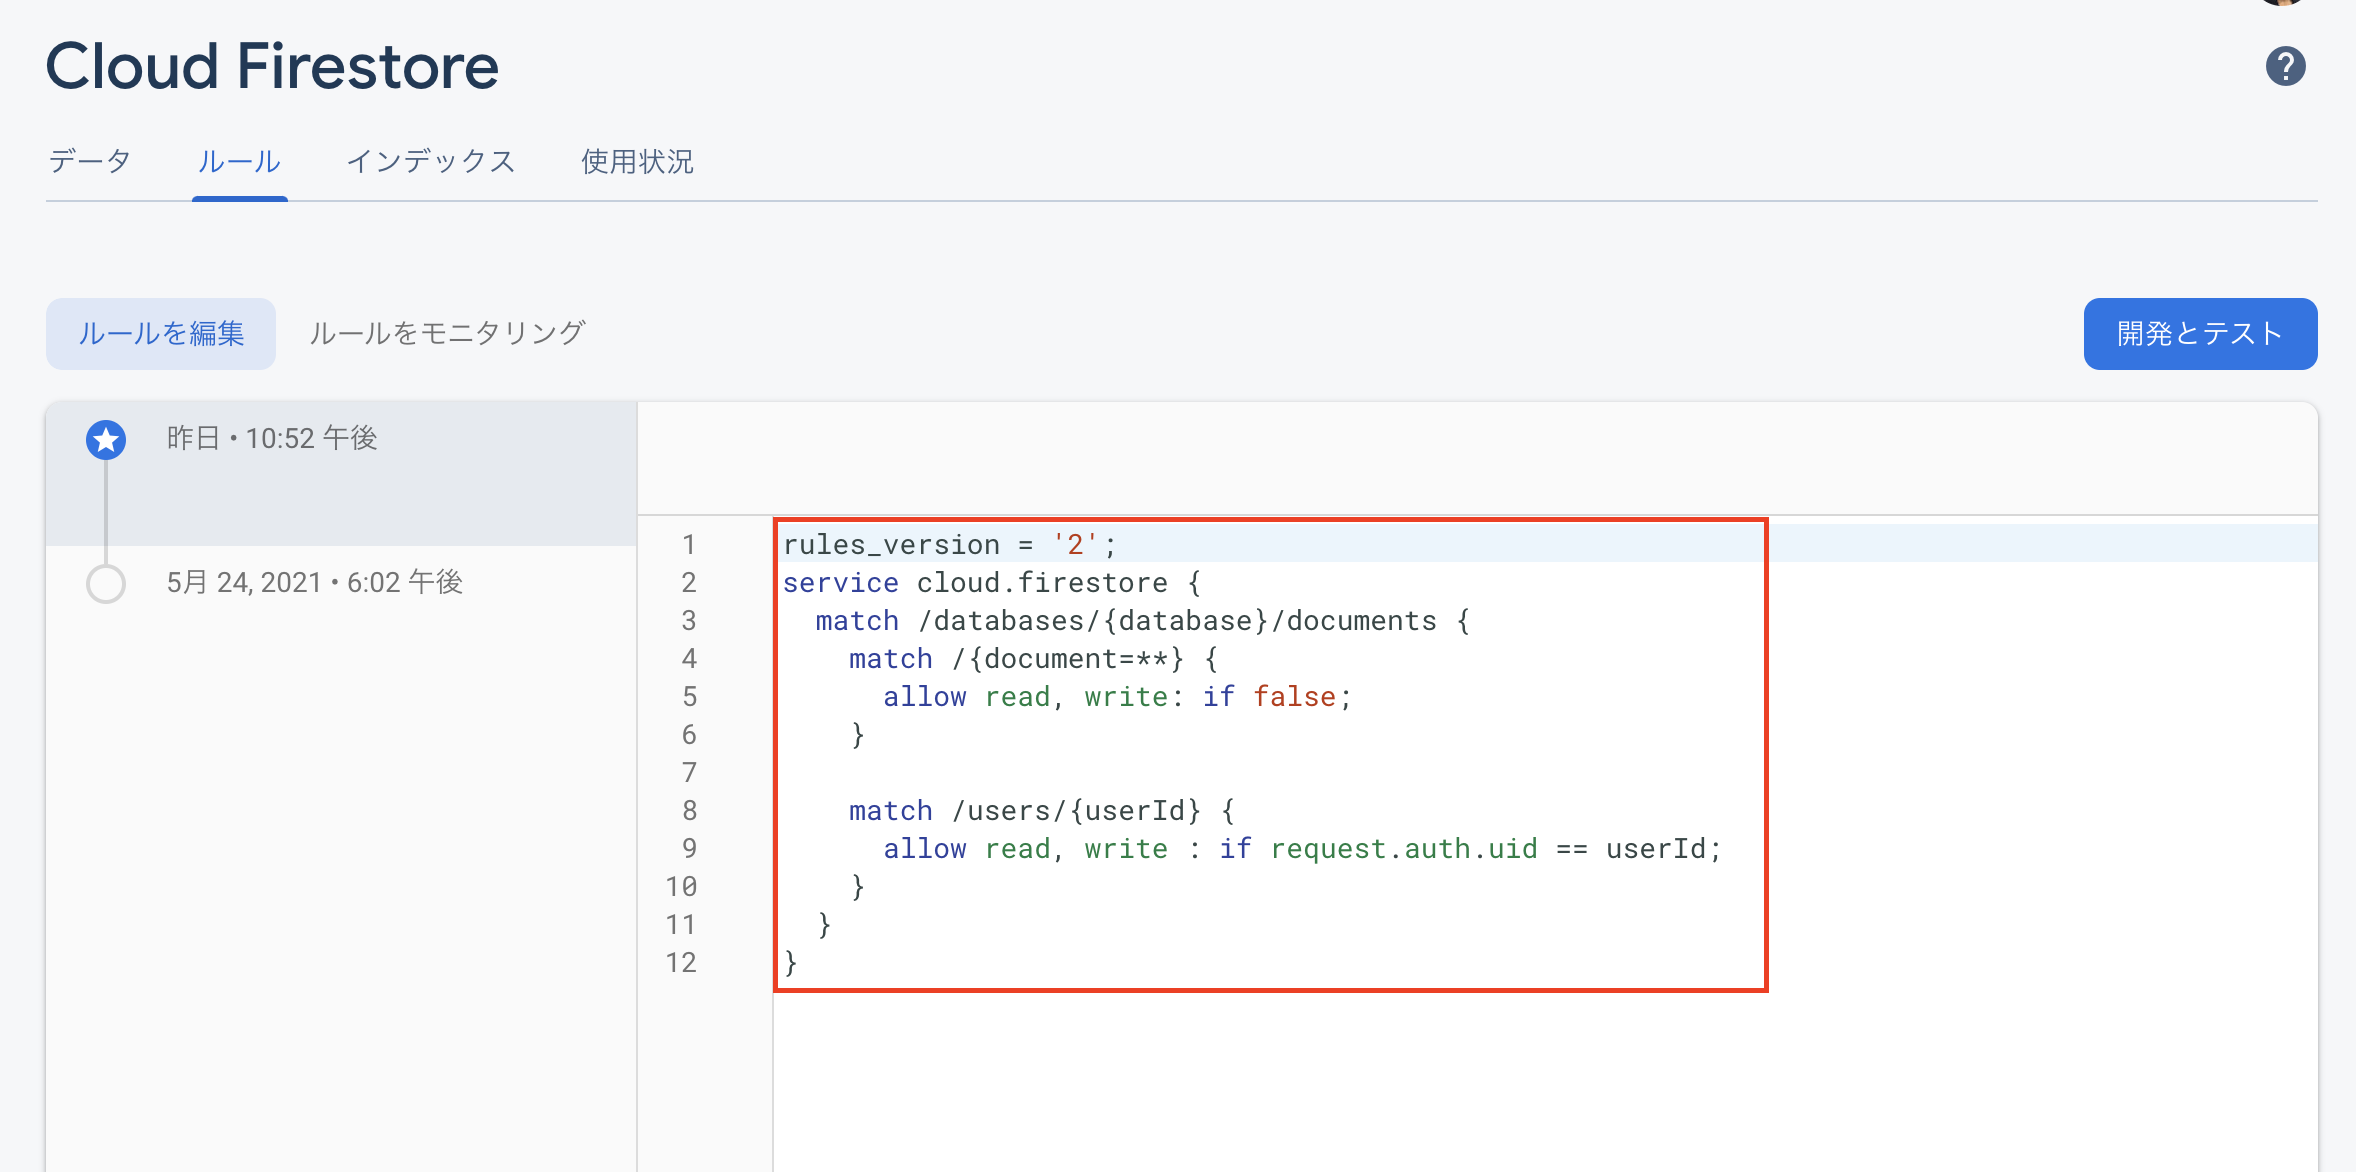 Cloud Firestore
データ ルール インデックス 使用状況
ルールを編集 ルールをモニタリング 開発とテスト
昨日 • 10:52 午後
5月 24, 2021 • 6:02 午後
1 rules_version = '2';
2 service cloud.firestore {
3   match /databases/{database}/documents {
4     match /{document=**} {
5       allow read, write: if false;
6     }
7
8     match /users/{userId} {
9       allow read, write : if request.auth.uid == userId;
10     }
11   }
12 }